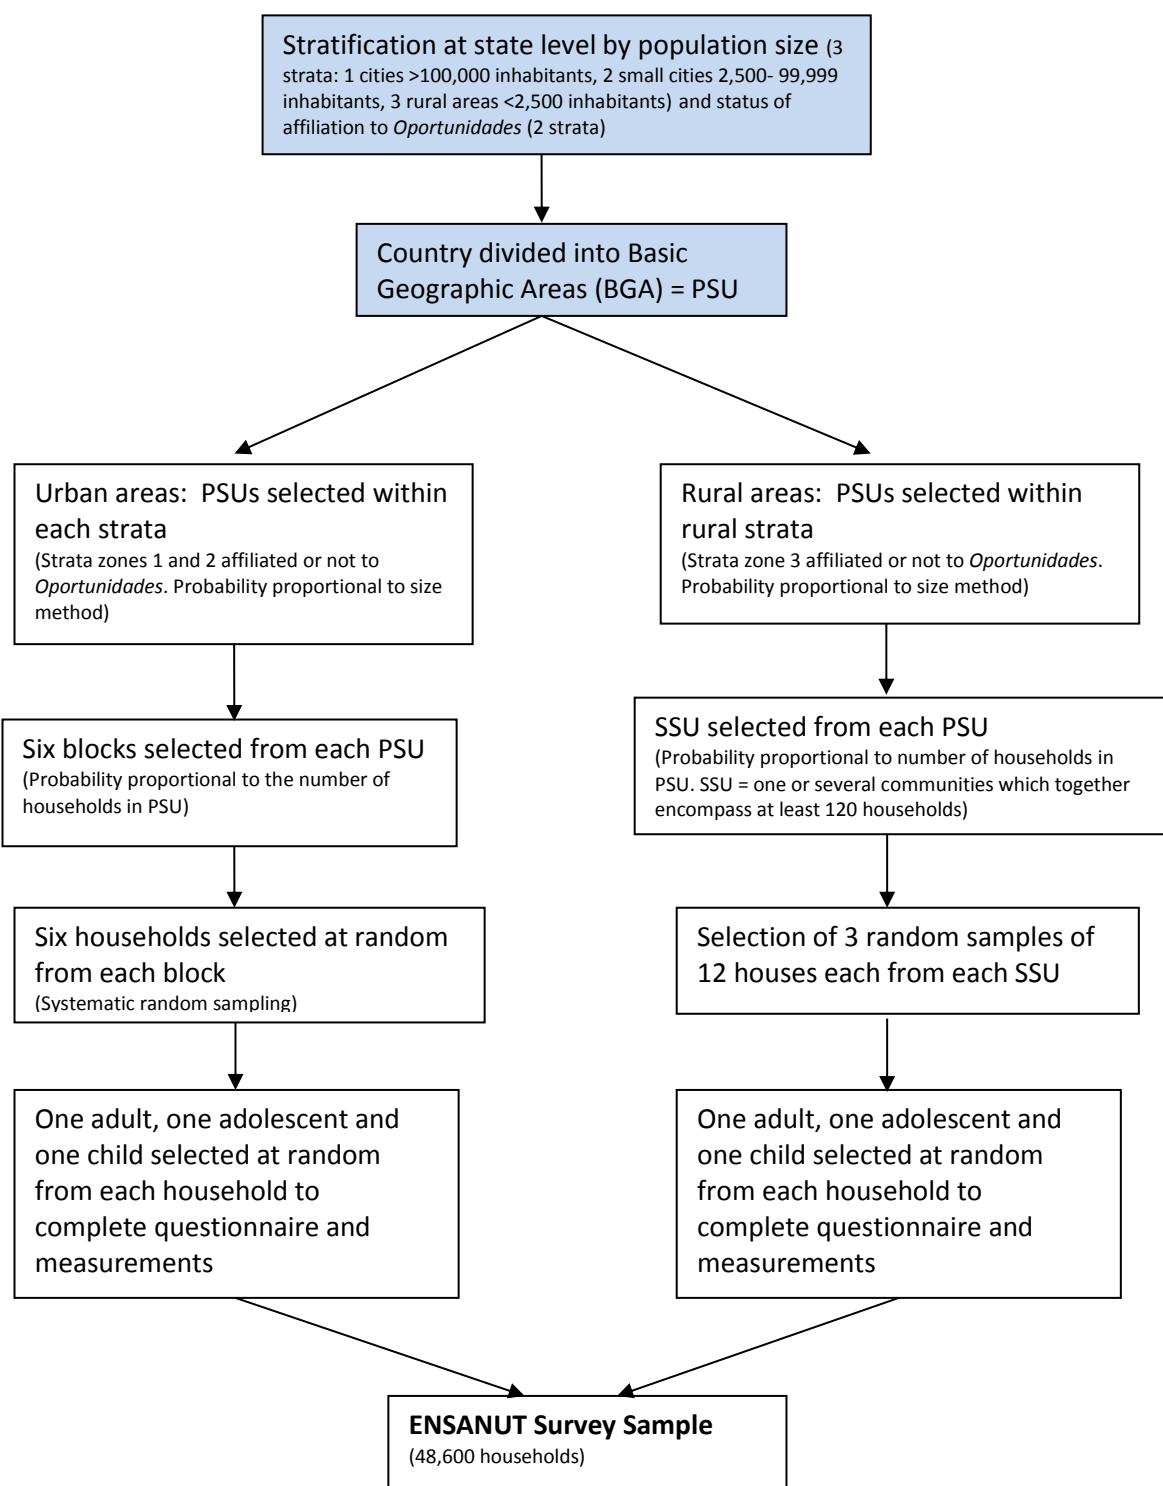 Stratification at state level by population size (3
strata: 1 cities >100,000 inhabitants, 2 small cities 2,500- 99,999
inhabitants, 3 rural areas <2,500 inhabitants) and status of
affiliation to Oportunidades (2 strata)
Country divided into Basic
Geographic Areas (BGA) = PSU
Urban areas: PSUs selected within
each strata
(Strata zones 1 and 2 affiliated or not to
Oportunidades. Probability proportional to size
method)
Rural areas: PSUs selected within
rural strata
(Strata zone 3 affiliated or not to Oportunidades.
Probability proportional to size method)
Six blocks selected from each PSU
(Probability proportional to the number of
households in PSU)
SSU selected from each PSU
(Probability proportional to number of households in
PSU. SSU = one or several communities which together
encompass at least 120 households)
Six households selected at random
from each block
(Systematic random sampling)
Selection of 3 random samples of
12 houses each from each SSU
One adult, one adolescent and
one child selected at random
from each household to
complete questionnaire and
measurements
One adult, one adolescent and
one child selected at random
from each household to
complete questionnaire and
measurements
ENSANUT Survey Sample
(48,600 households)